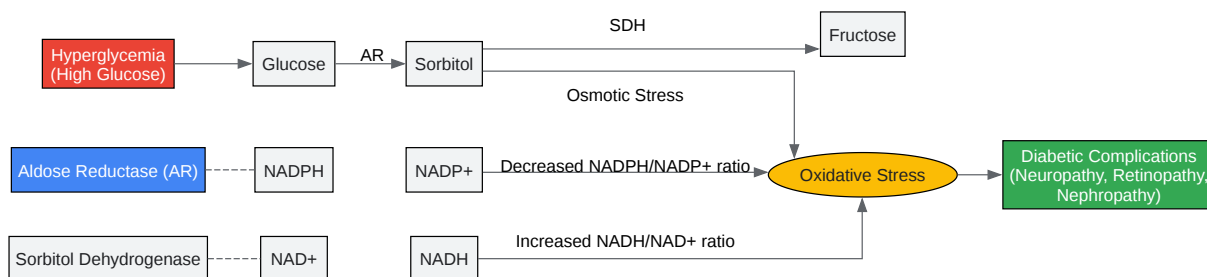 SDH
Hyperglycemia
(High Glucose)
Glucose
AR
Sorbitol
Fructose
Osmotic Stress
Aldose Reductase (AR)
NADPH
NADP+
Decreased NADPH/NADP+ ratio
Oxidative Stress
Diabetic Complications
(Neuropathy, Retinopathy,
Nephropathy)
Sorbitol Dehydrogenase
NAD+
NADH
Increased NADH/NAD+ ratio